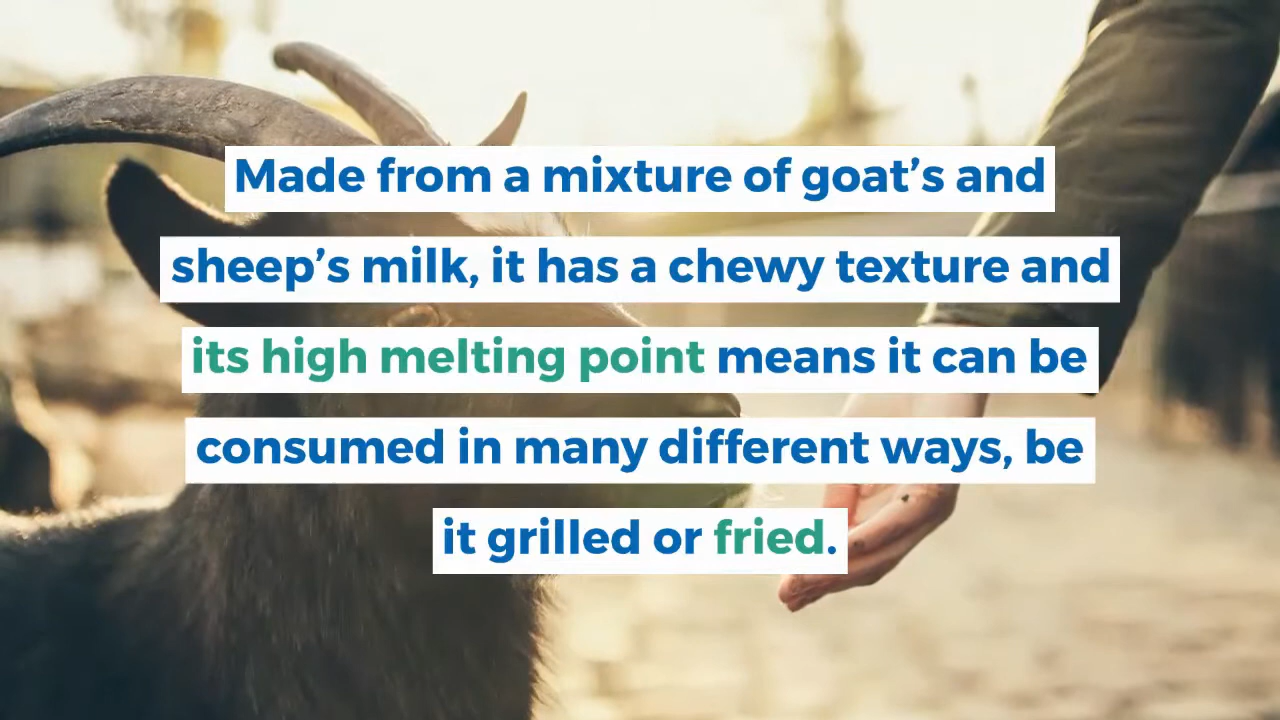 Made from a mixture of goat’s and
sheep’s milk, it has a chewy texture and
its high melting point means it can be
consumed in many different ways, be
it grilled or fried.